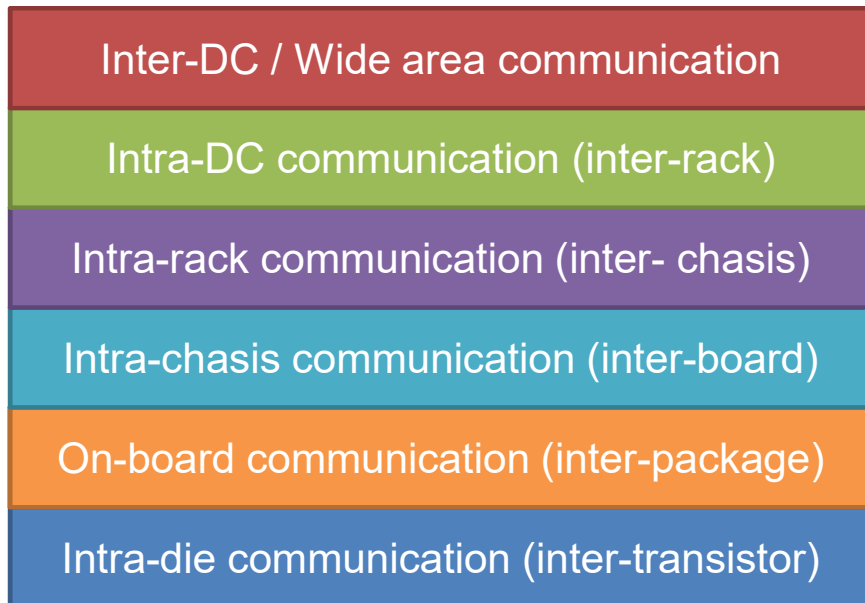 Inter-DC / Wide area communication
Intra-DC communication (inter-rack)
Intra-rack communication (inter- chasis)
Intra-chasis communication (inter-board)
On-board communication (inter-package)
Intra-die communication (inter-transistor)